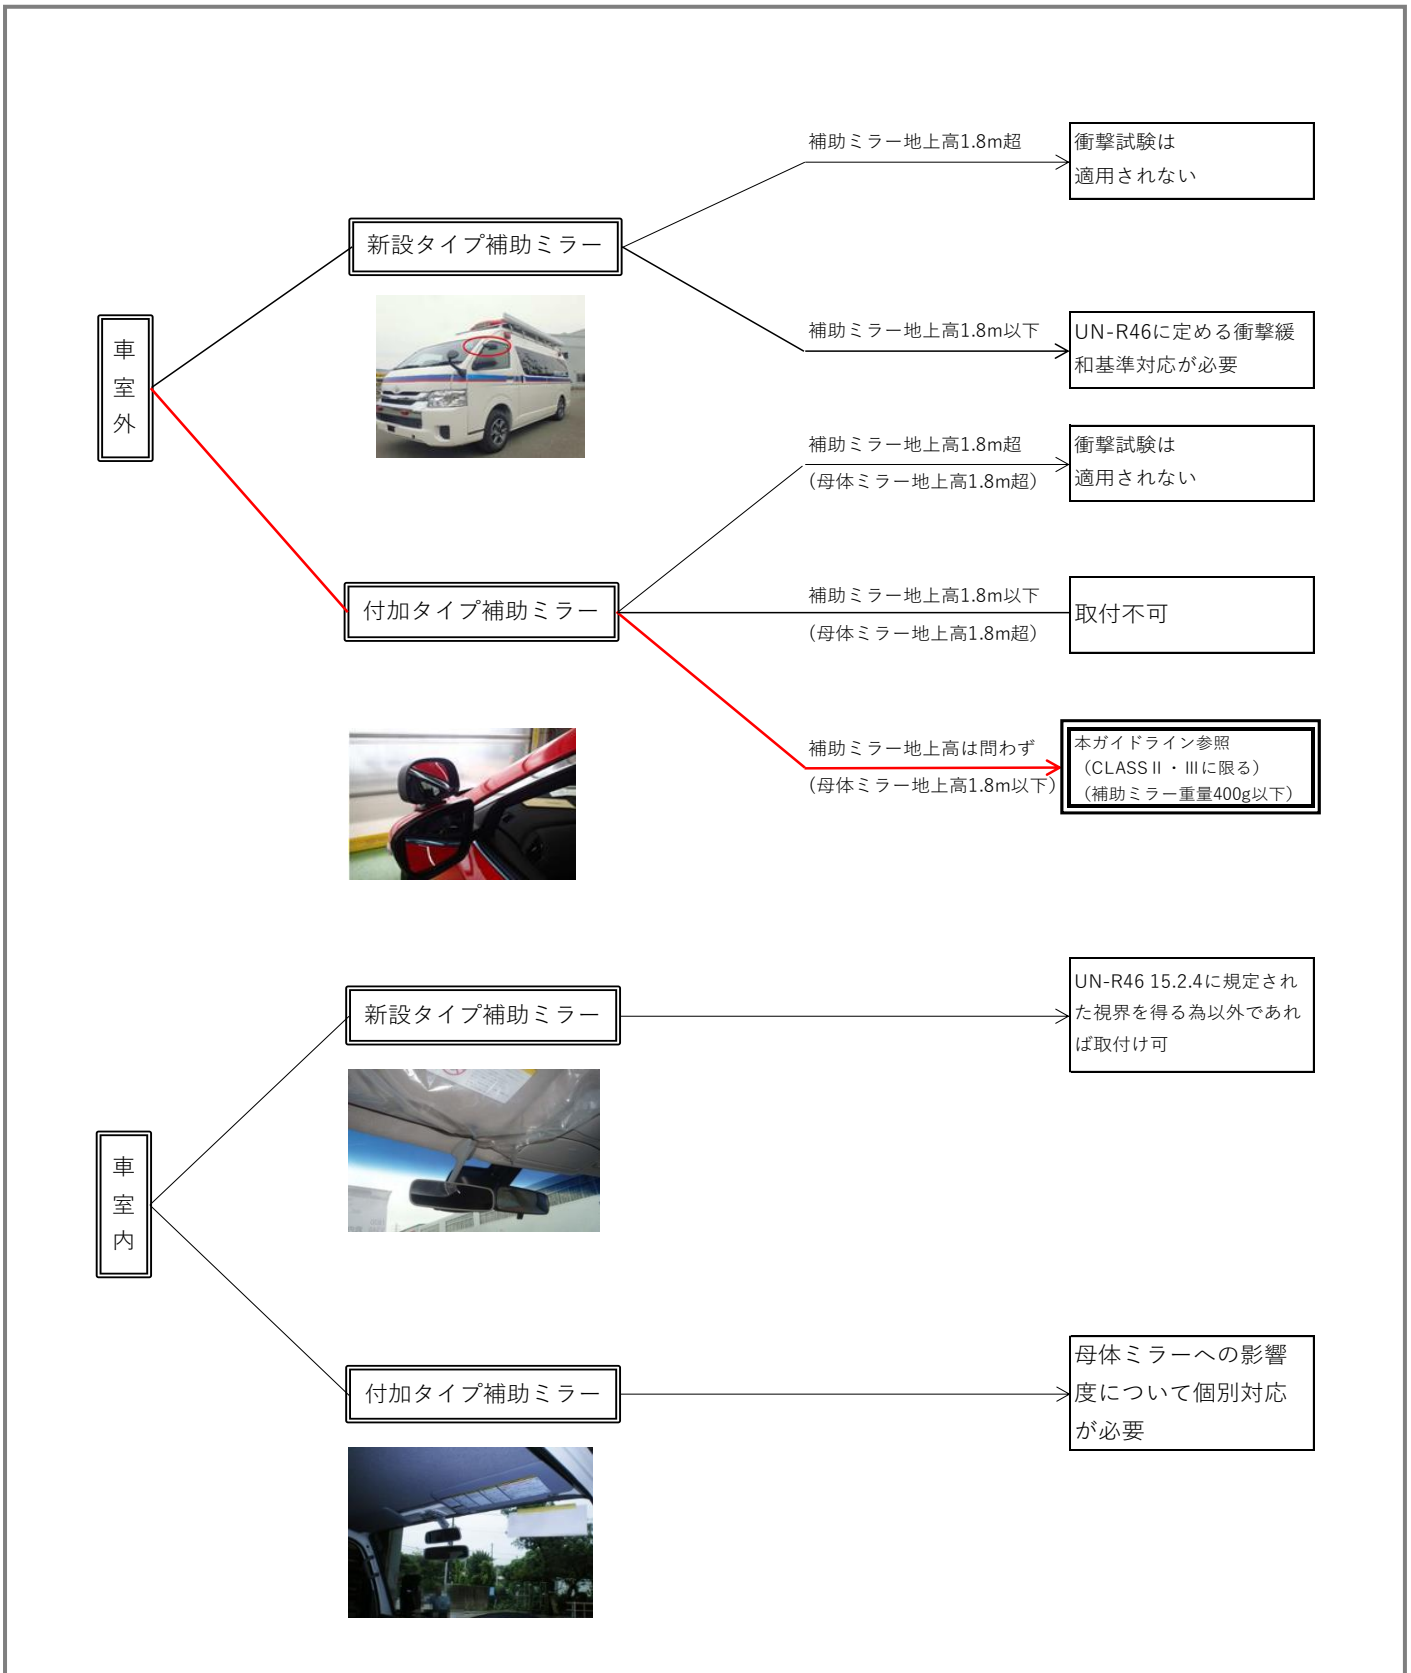 補助ミラー地上高1.8m超
衝撃試験は
適用されない
新設タイプ補助ミラー
補助ミラー地上高1.8m以下
UN-R46に定める衝撃緩
和基準対応が必要
車室外
補助ミラー地上高1.8m超
(母体ミラー地上高1.8m超)
衝撃試験は
適用されない
付加タイプ補助ミラー
補助ミラー地上高1.8m以下
(母体ミラー地上高1.8m超)
取付不可
補助ミラー地上高は問わず
(母体ミラー地上高1.8m以下)
本ガイドライン参照
（CLASSⅡ・Ⅲに限る）
（補助ミラー重量400g以下）
新設タイプ補助ミラー
UN-R46 15.2.4に規定され
た視界を得る為以外であれ
ば取付け可
車室内
付加タイプ補助ミラー
母体ミラーへの影響
度について個別対応
が必要